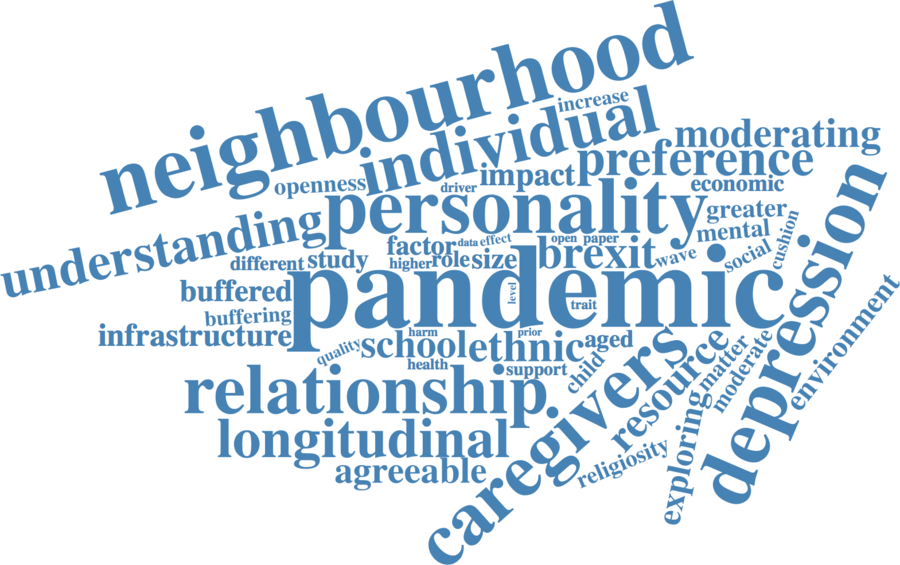 neighbourhood
increase
individual
moderating
preference
impact
openness
driver
economic
personality
greater
understanding
mental
factor
data
effect
open
paper
brexit
wave
social
cushion
depression
different
study
higher
role
size
pandemic
buffered
level
trait
buffering
infrastructure
harm
prior
quality
school
ethnic
aged
health
support
child
caregivers
resource
matter
moderate
environment
relationship
longitudinal
agreeable
religiosity
exploring